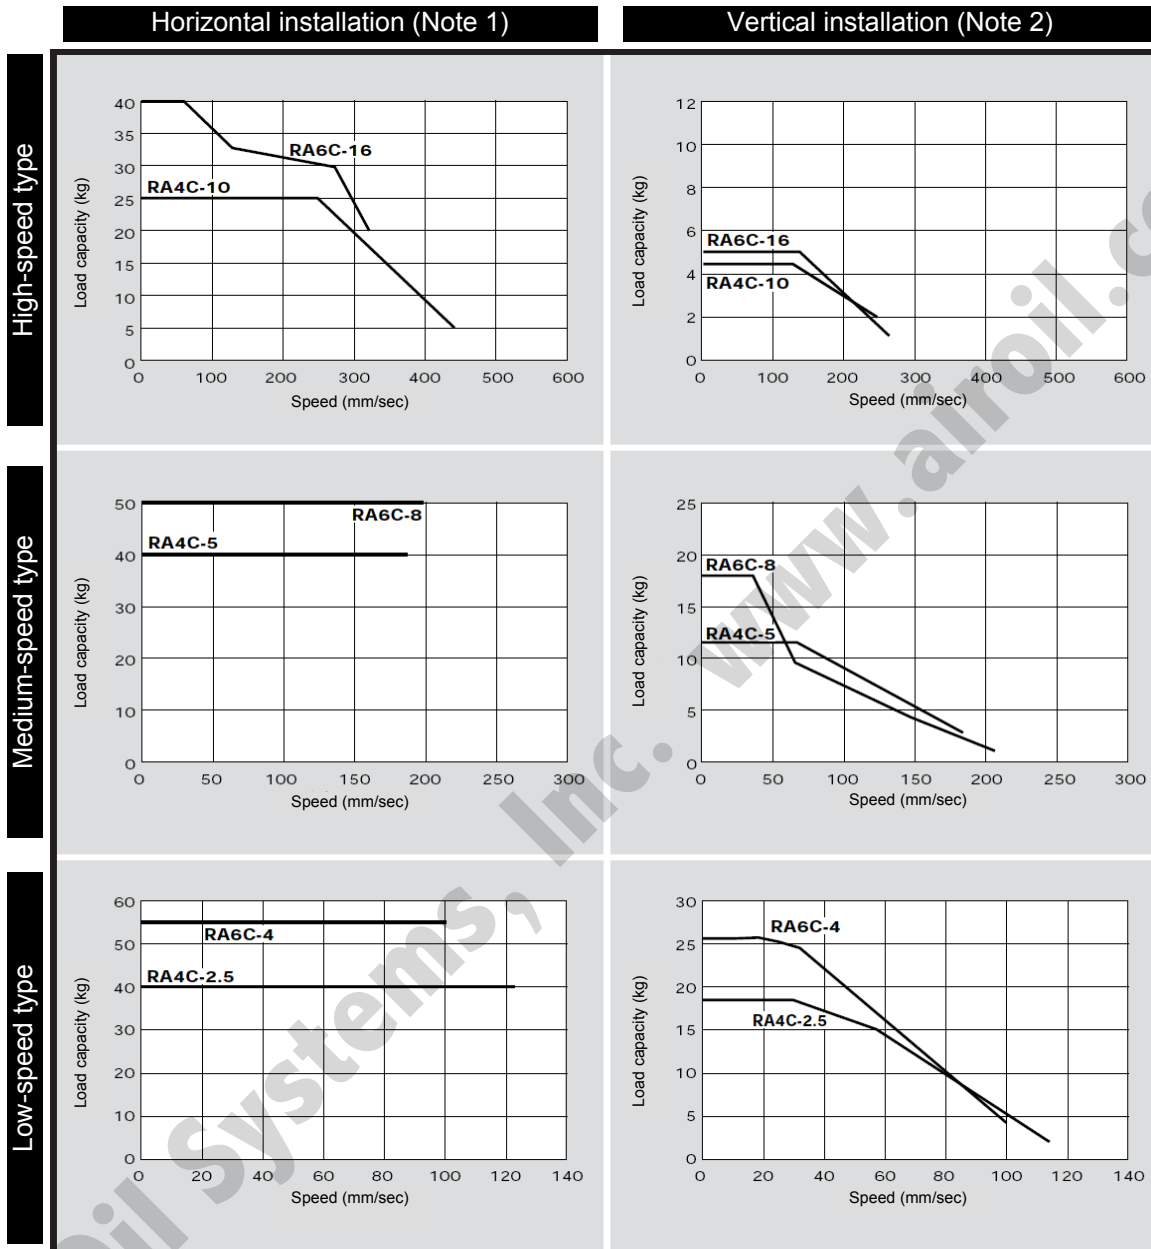 Horizontal installation (Note 1)
Vertical installation (Note 2)
High-speed type
Load capacity (kg)
40
35
30
25
20
15
10
5
0
RA6C-16
RA4C-10
0 100 200 300 400 500 600
Speed (mm/sec)
Load capacity (kg)
12
10
8
6
4
2
0
RA6C-16
RA4C-10
0 100 200 300 400 500 600
Speed (mm/sec)
Medium-speed type
Load capacity (kg)
50
40
30
20
10
0
RA6C-8
RA4C-5
0 50 100 150 200 250 300
Speed (mm/sec)
Load capacity (kg)
25
20
15
10
5
0
RA6C-8
RA4C-5
0 50 100 150 200 250 300
Speed (mm/sec)
Low-speed type
Load capacity (kg)
60
50
40
30
20
10
0
RA6C-4
RA4C-2.5
0 20 40 60 80 100 120 140
Speed (mm/sec)
Load capacity (kg)
30
25
20
15
10
5
0
RA6C-4
RA4C-2.5
0 20 40 60 80 100 120 140
Speed (mm/sec)
Oil Systems, Inc. www.airoil.c